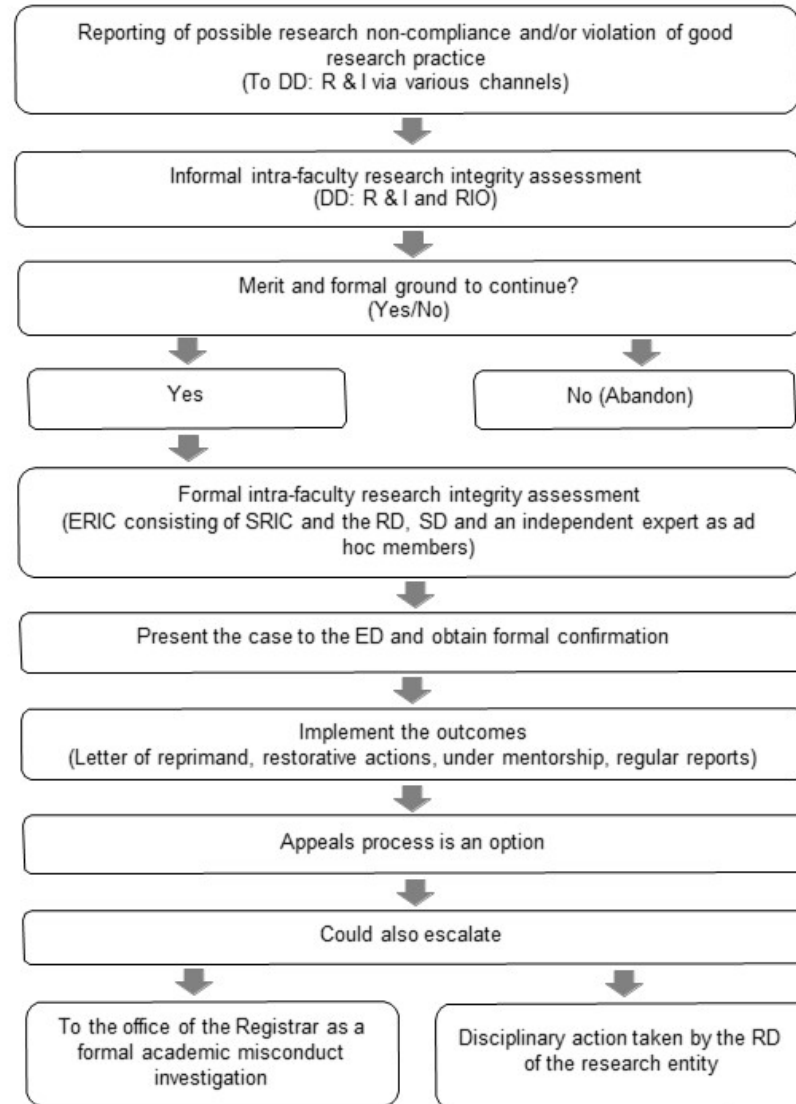 Reporting of possible research non-compliance and/or violation of good
research practice
(To DD: R & I via various channels)
Informal intra-faculty research integrity assessment
(DD: R & I and RIO)
Merit and formal ground to continue?
(Yes/No)
Yes
No (Abandon)
Formal intra-faculty research integrity assessment
(ERIC consisting of SRIC and the RD, SD and an independent expert as ad
hoc members)
Present the case to the ED and obtain formal confirmation
Implement the outcomes
(Letter of reprimand, restorative actions, under mentorship, regular reports)
Appeals process is an option
Could also escalate
To the office of the Registrar as a
formal academic misconduct
investigation
Disciplinary action taken by the RD
of the research entity